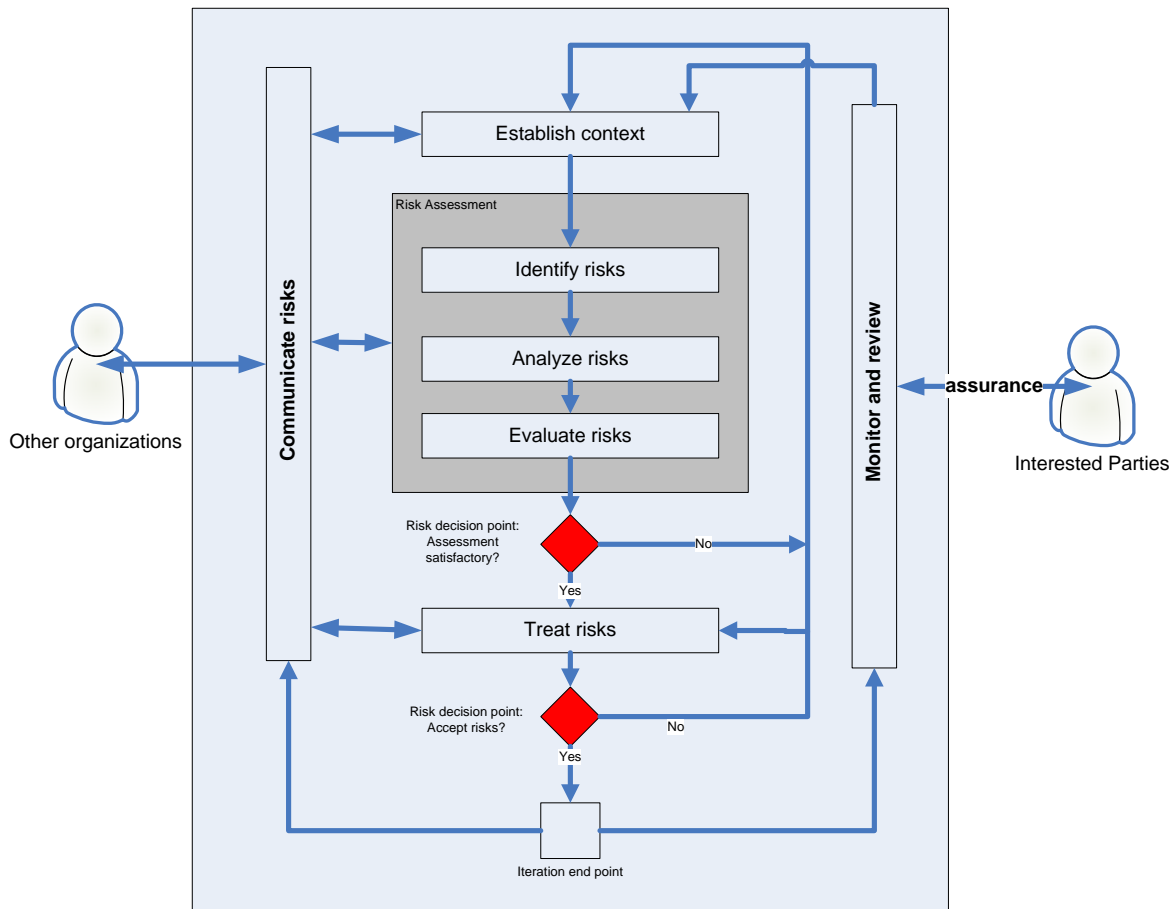 Establish context
Risk Assessment
Identify risks
Analyze risks
Evaluate risks
Communicate risks
Monitor and review
assurance
Other organizations
Interested Parties
Risk decision point:
Assessment
satisfactory?
No
Yes
Treat risks
Risk decision point:
Accept risks?
No
Yes
Iteration end point